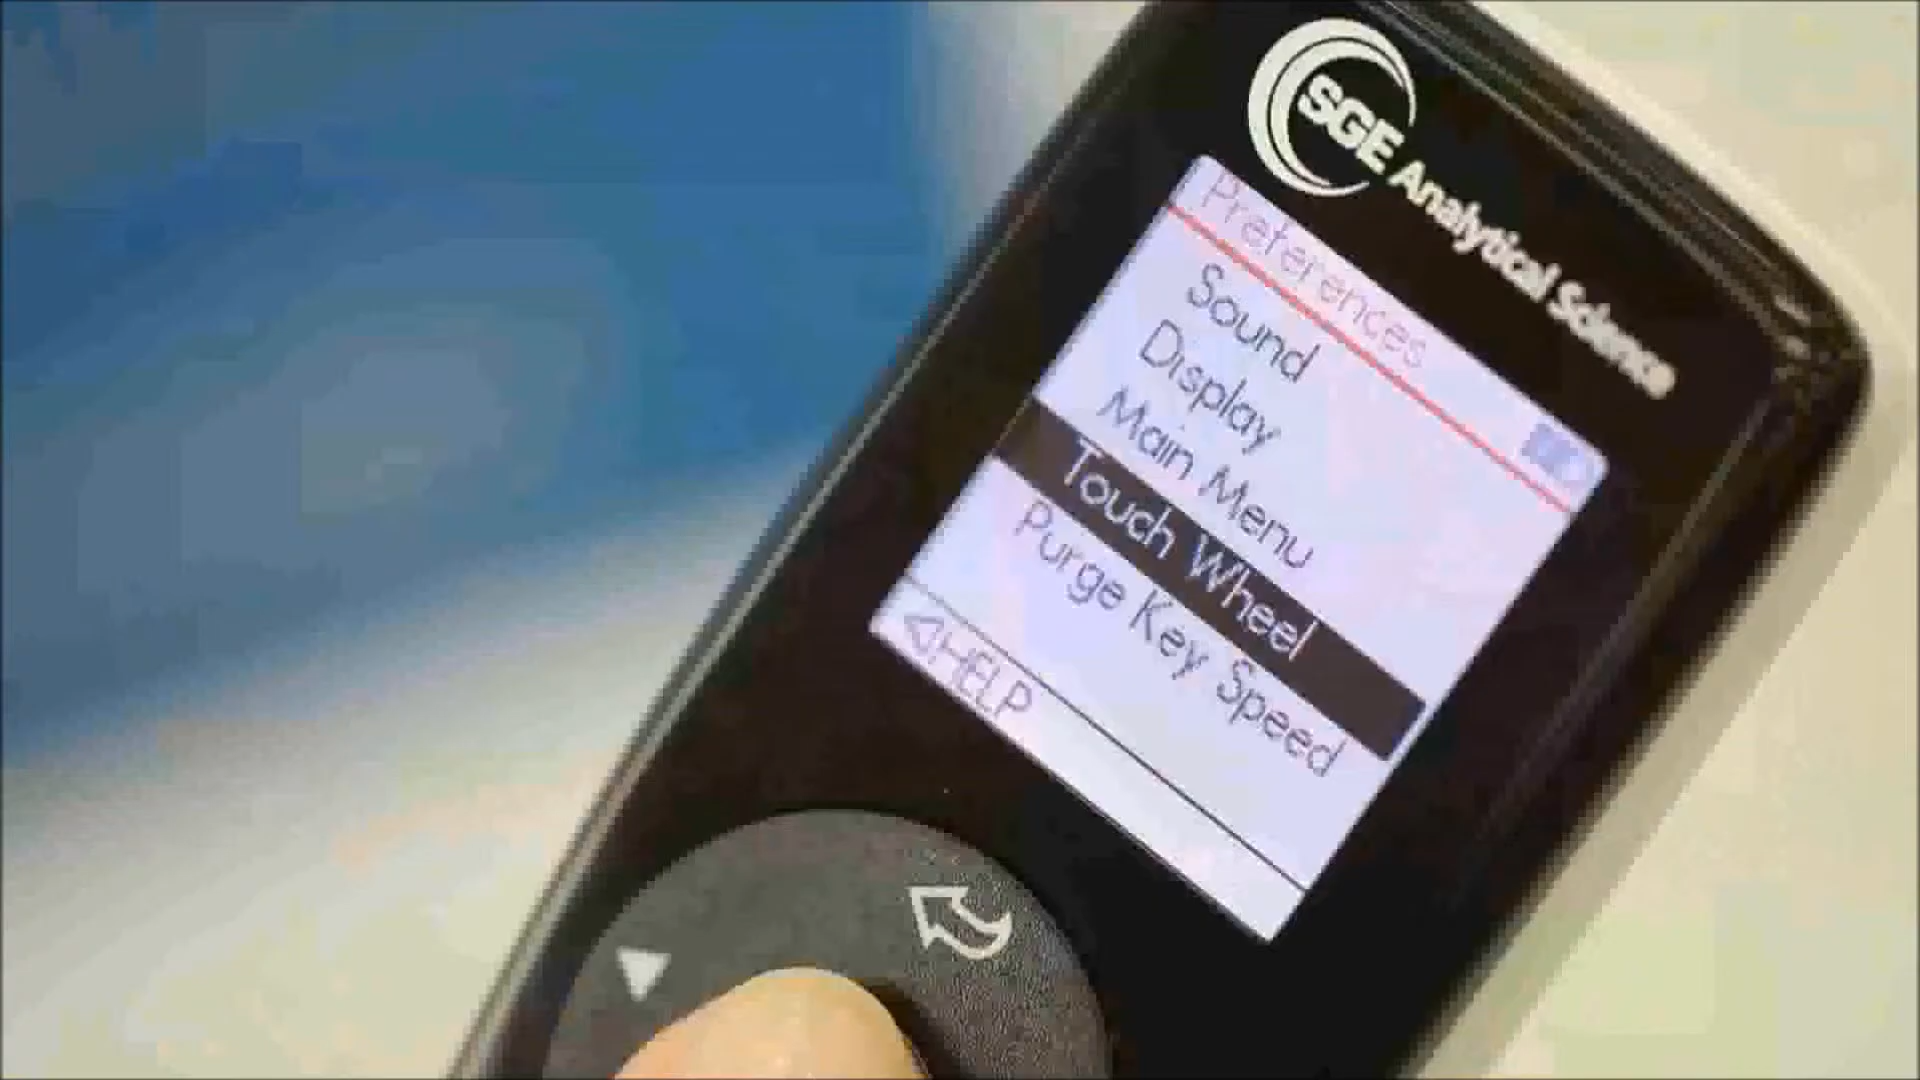 SGE Analytical Science
Preferences
Sound
Display
Main Menu
Touch Wheel
Purge Key Speed
HELP